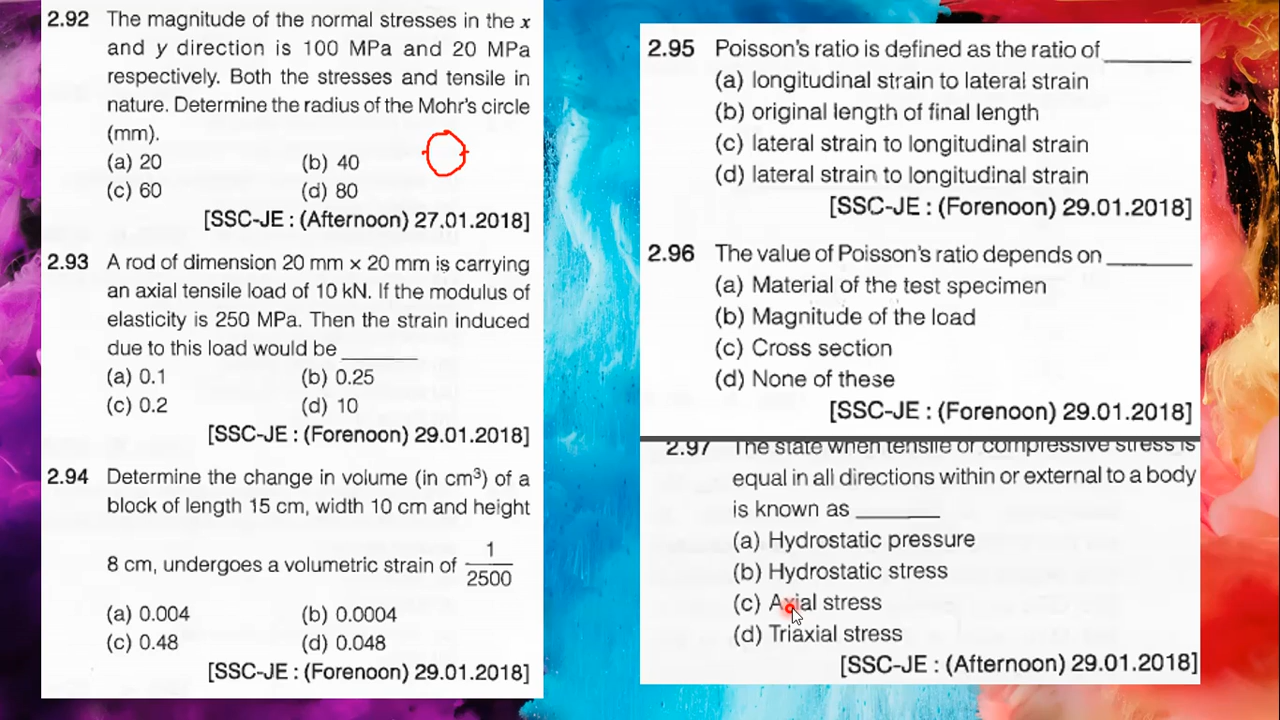 2.92 The magnitude of the normal stresses in the x
and y direction is 100 MPa and 20 MPa
respectively. Both the stresses and tensile in
nature. Determine the radius of the Mohr's circle
(mm).
(a) 20 (b) 40
(c) 60 (d) 80
[SSC-JE : (Afternoon) 27.01.2018]
2.93 A rod of dimension 20 mm × 20 mm is carrying
an axial tensile load of 10 kN. If the modulus of
elasticity is 250 MPa. Then the strain induced
due to this load would be ________
(a) 0.1 (b) 0.25
(c) 0.2 (d) 10
[SSC-JE : (Forenoon) 29.01.2018]
2.94 Determine the change in volume (in cm³) of a
block of length 15 cm, width 10 cm and height
8 cm, undergoes a volumetric strain of 1/2500
(a) 0.004 (b) 0.0004
(c) 0.48 (d) 0.048
[SSC-JE : (Forenoon) 29.01.2018]
2.95 Poisson's ratio is defined as the ratio of ________
(a) longitudinal strain to lateral strain
(b) original length of final length
(c) lateral strain to longitudinal strain
(d) lateral strain to longitudinal strain
[SSC-JE : (Forenoon) 29.01.2018]
2.96 The value of Poisson's ratio depends on ________
(a) Material of the test specimen
(b) Magnitude of the load
(c) Cross section
(d) None of these
[SSC-JE : (Forenoon) 29.01.2018]
2.97 The state when tensile or compressive stress is
equal in all directions within or external to a body
is known as ________
(a) Hydrostatic pressure
(b) Hydrostatic stress
(c) Axial stress
(d) Triaxial stress
[SSC-JE : (Afternoon) 29.01.2018]